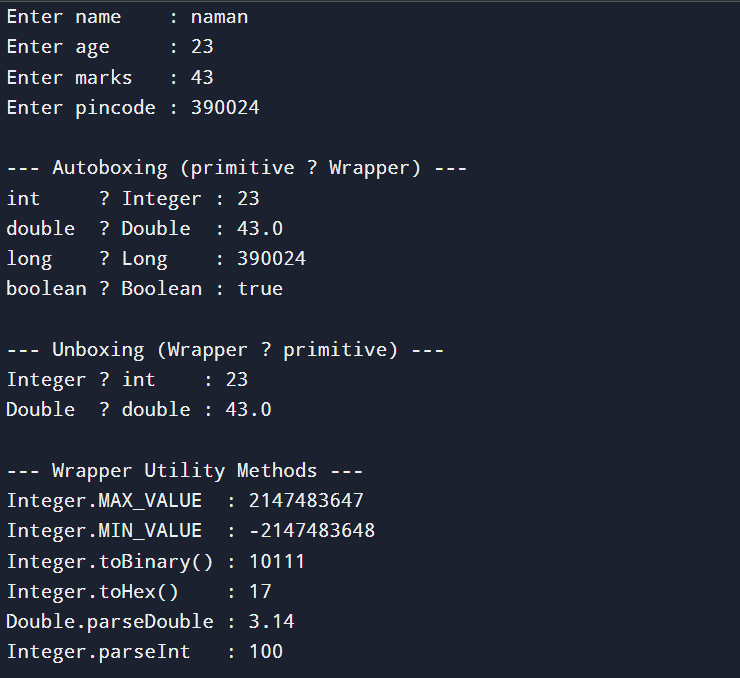 Enter name    : naman
Enter age     : 23
Enter marks   : 43
Enter pincode : 390024

--- Autoboxing (primitive ? Wrapper) ---
int     ? Integer : 23
double  ? Double  : 43.0
long    ? Long    : 390024
boolean ? Boolean : true

--- Unboxing (Wrapper ? primitive) ---
Integer ? int    : 23
Double  ? double : 43.0

--- Wrapper Utility Methods ---
Integer.MAX_VALUE  : 2147483647
Integer.MIN_VALUE  : -2147483648
Integer.toBinary() : 10111
Integer.toHex()    : 17
Double.parseDouble : 3.14
Integer.parseInt   : 100